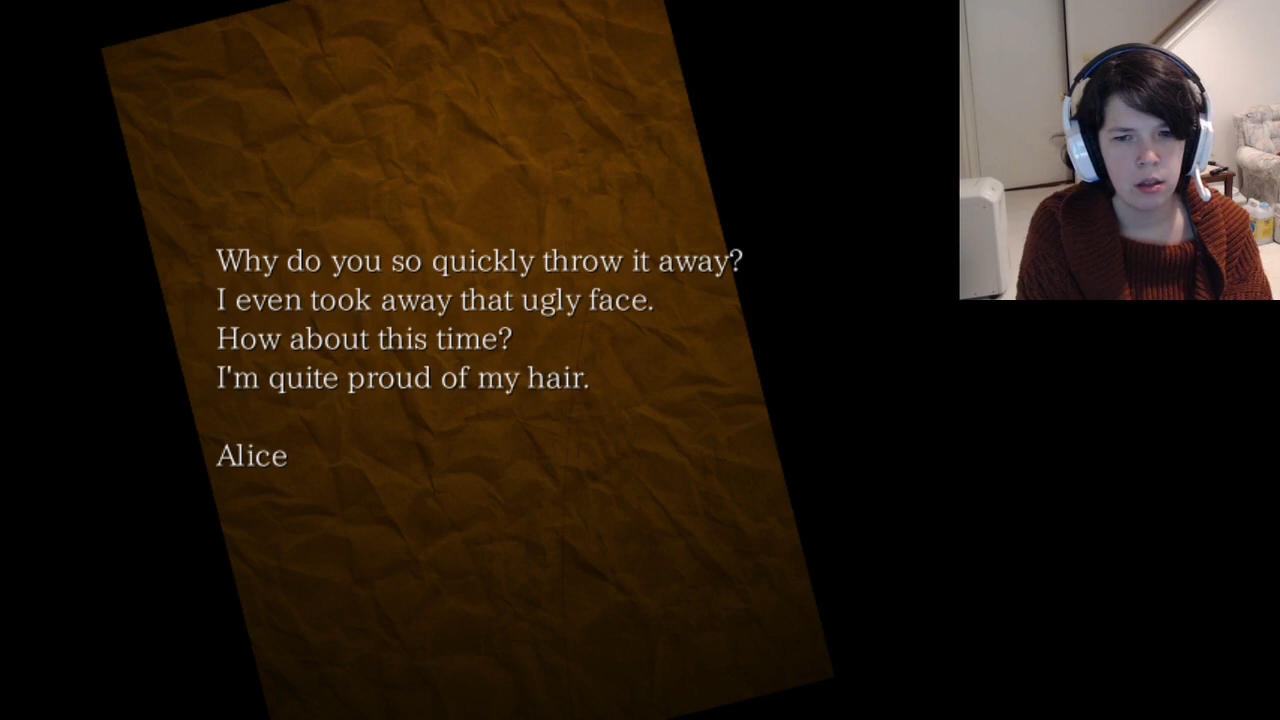 Why do you so quickly throw it away?
I even took away that ugly face.
How about this time?
I'm quite proud of my hair.
Alice